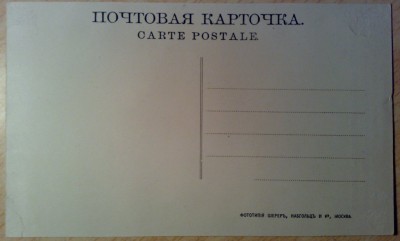 ПОЧТОВАЯ КАРТОЧКА.
CARTE POSTALE.
ФОТОТИПІЯ ШЕРЕРЪ, НАБГОЛЬЦЪ И Кº, МОСКВА